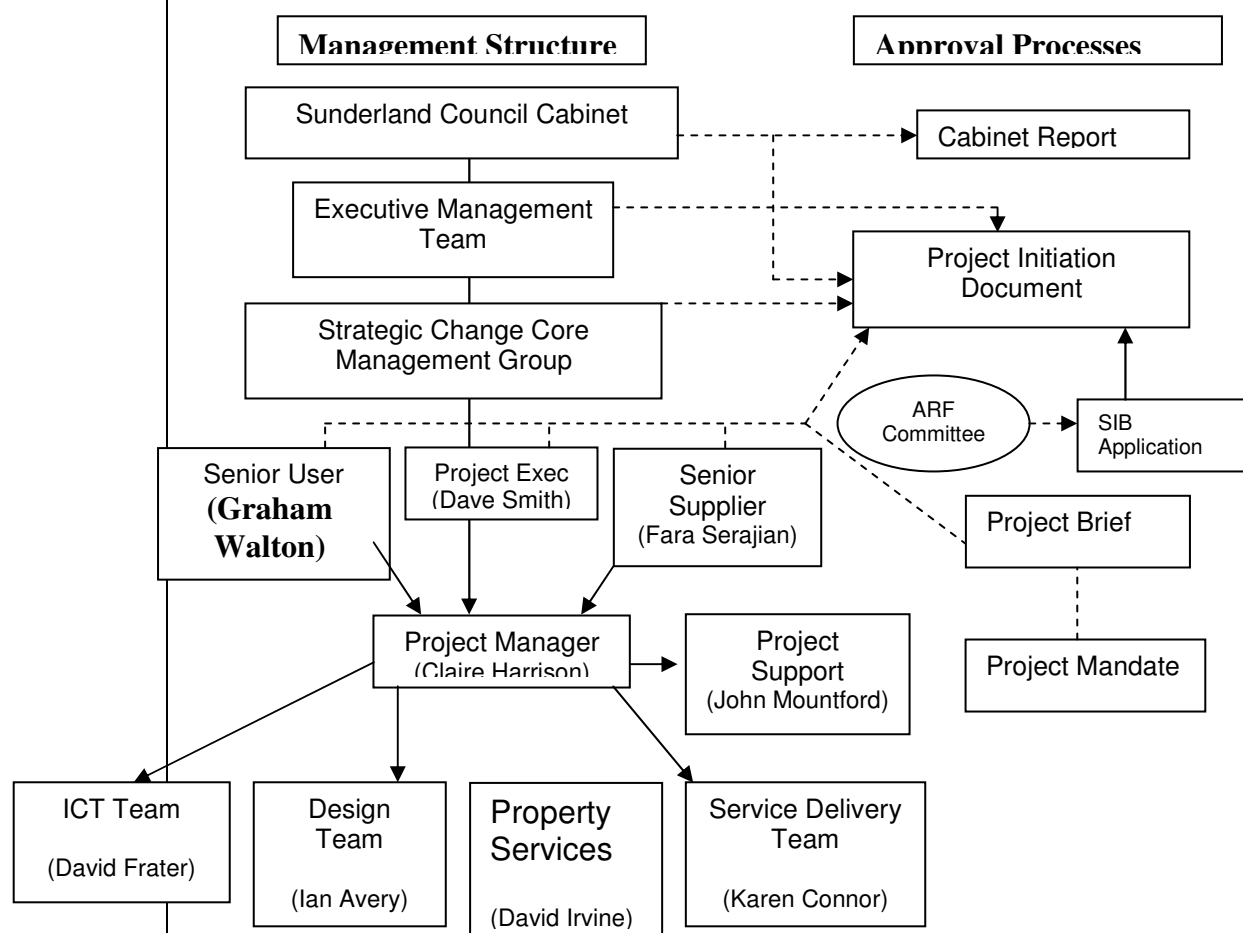 Management Structure
Approval Processes
Sunderland Council Cabinet
Cabinet Report
Executive Management
Team
Project Initiation
Document
Strategic Change Core
Management Group
ARF
Committee
SIB
Application
Senior User
(Graham
Walton)
Project Exec
(Dave Smith)
Senior
Supplier
(Fara Serajian)
Project Brief
Project Manager
(Claire Harrison)
Project
Support
(John Mountford)
Project Mandate
ICT Team
(David Frater)
Design
Team
(Ian Avery)
Property
Services
(David Irvine)
Service Delivery
Team
(Karen Connor)